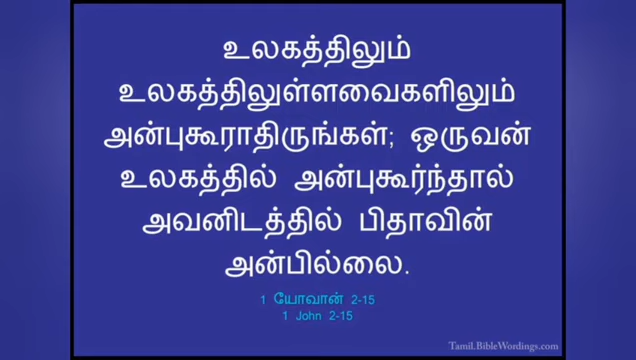 உலகத்திலும்
உலகத்திலுள்ளவைகளிலும்
அன்புகூராதிருங்கள்; ஒருவன்
உலகத்தில் அன்புகூர்ந்தால்
அவனிடத்தில் பிதாவின்
அன்பில்லை.
1 யோவான் 2-15
1 John 2-15
Tamil.BibleWordings.com